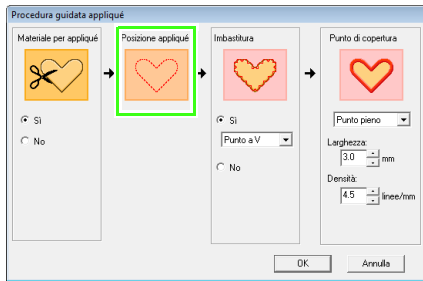 Procedura guidata appliqué
Materiale per appliqué
Posizione appliqué
Imbastitura
Punto di copertura
Sì
No
Sì
Punto a V
No
Punto pieno
Larghezza:
3.0 mm
Densità:
4.5 linee/mm
OK
Annulla